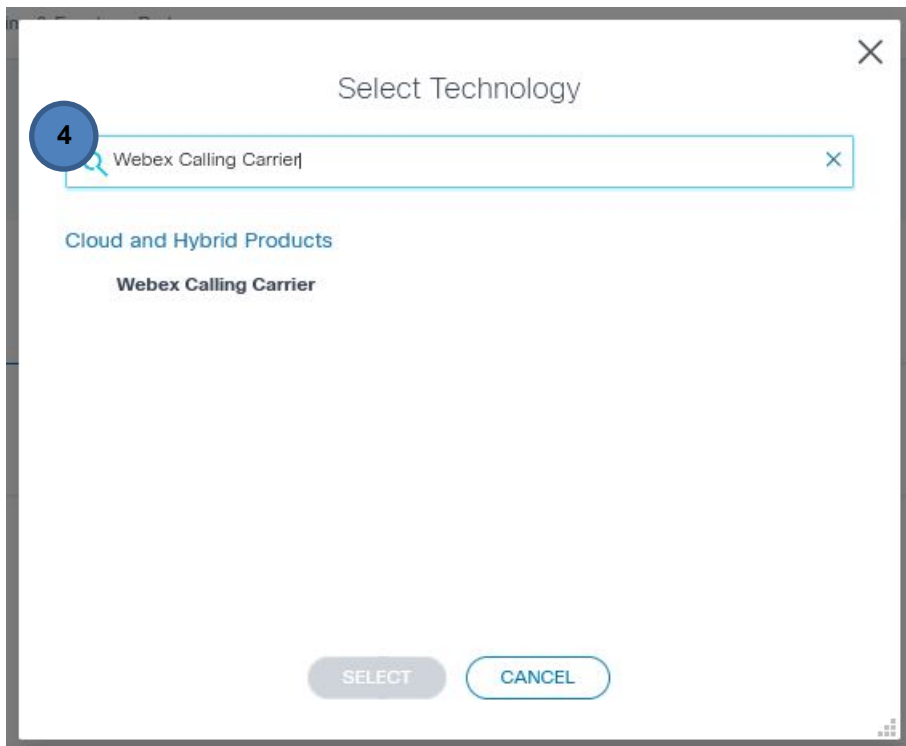 Select Technology
4
Webex Calling Carrier
Cloud and Hybrid Products
Webex Calling Carrier
SELECT
CANCEL